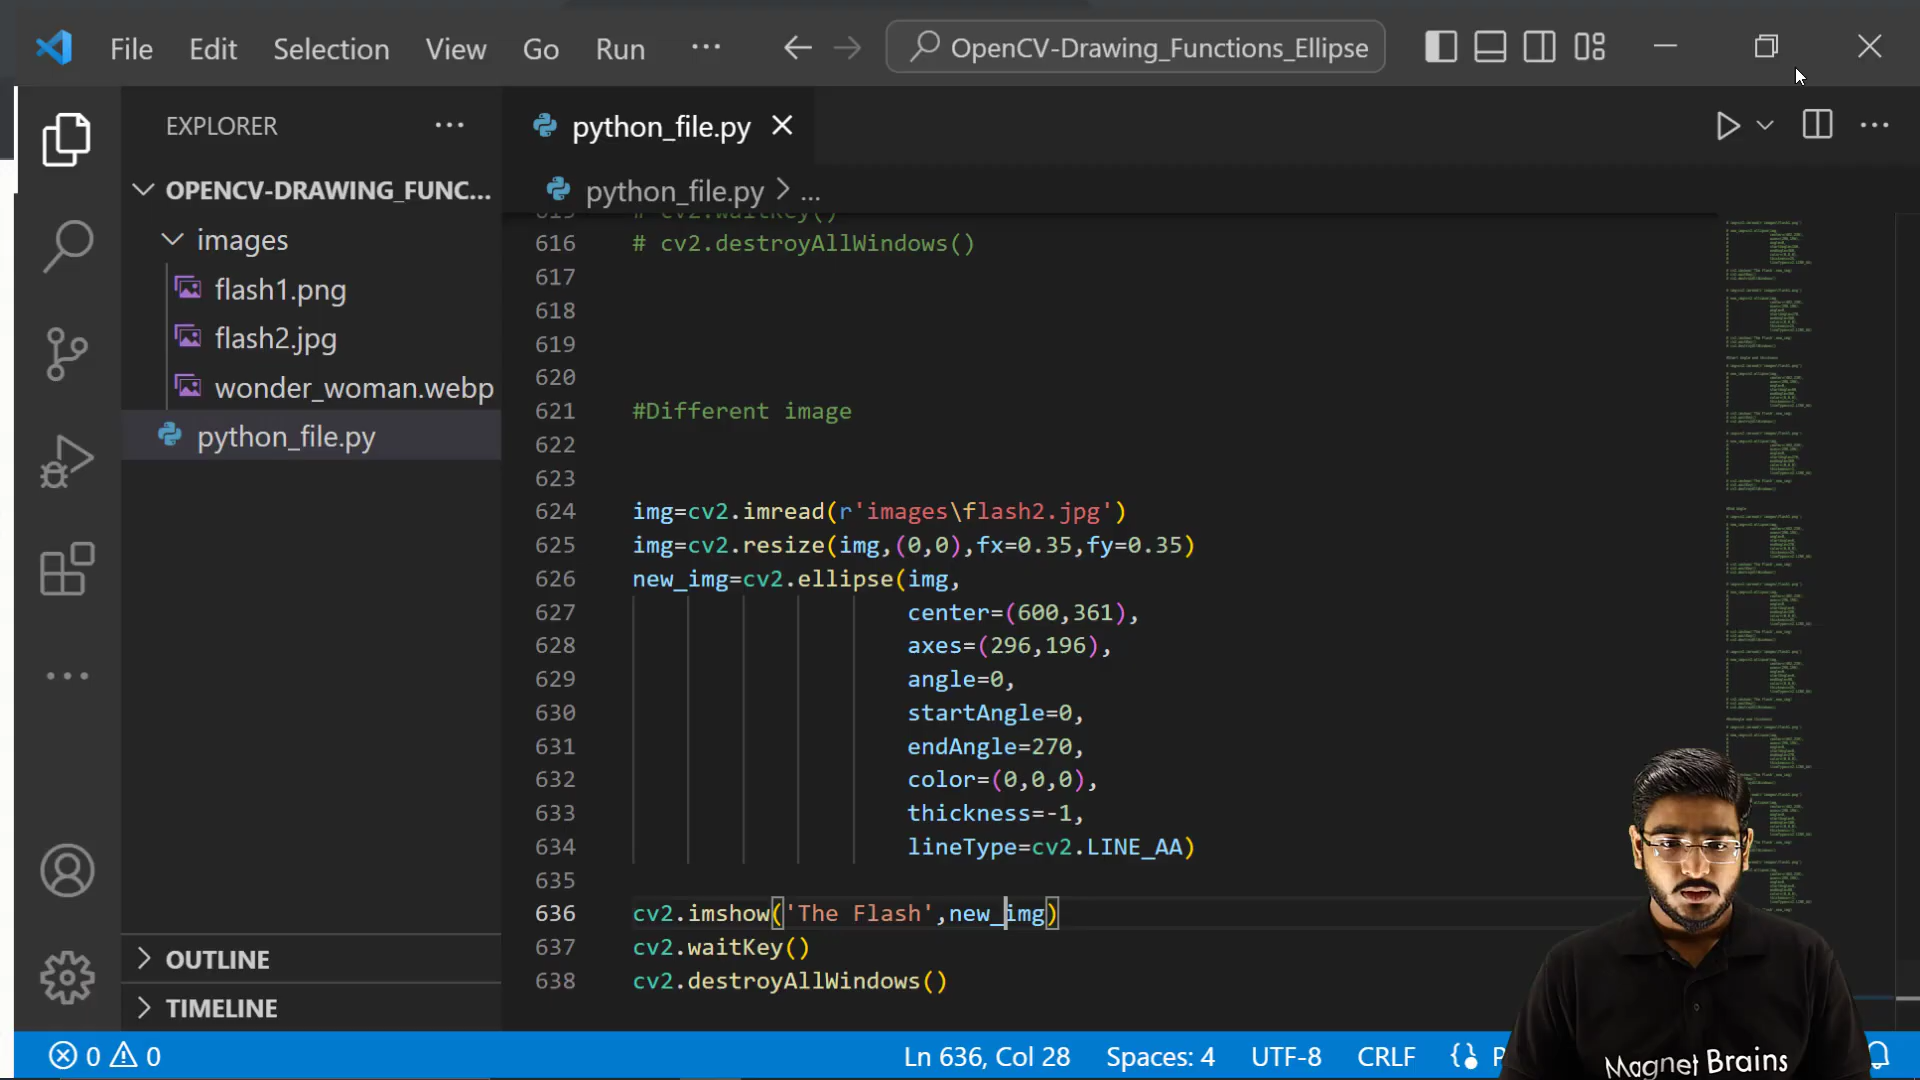 File Edit Selection View Go Run ... OpenCV-Drawing_Functions_Ellipse
EXPLORER ...
OPENCV-DRAWING_FUNC...
images
flash1.png
flash2.jpg
wonder_woman.webp
python_file.py
OUTLINE
TIMELINE
python_file.py
python_file.py > ...
615 # cv2.waitKey()
616 # cv2.destroyAllWindows()
617
618
619
620
621 #Different image
622
623
624 img=cv2.imread(r'images\flash2.jpg')
625 img=cv2.resize(img,(0,0),fx=0.35,fy=0.35)
626 new_img=cv2.ellipse(img,
627 center=(600,361),
628 axes=(296,196),
629 angle=0,
630 startAngle=0,
631 endAngle=270,
632 color=(0,0,0),
633 thickness=-1,
634 lineType=cv2.LINE_AA)
635
636 cv2.imshow('The Flash',new_img)
637 cv2.waitKey()
638 cv2.destroyAllWindows()
0 0 Ln 636, Col 28 Spaces: 4 UTF-8 CRLF
Magnet Brains